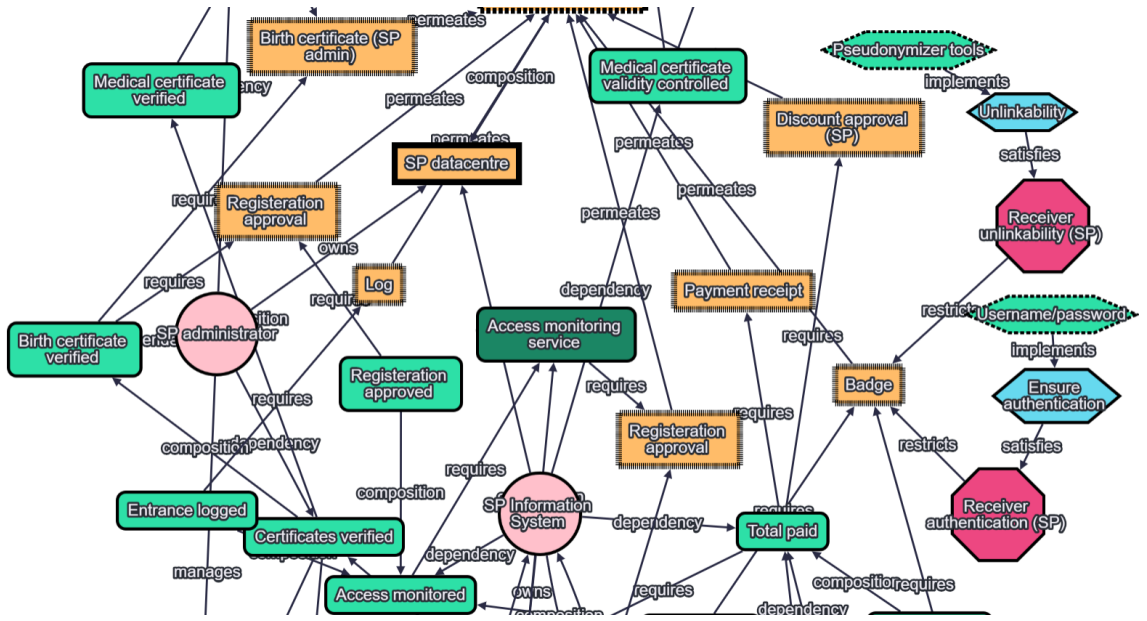 permeates
Birth certificate (SP
admin)
Pseudonymizer tools
composition
Medical certificate
validity controlled
Medical certificate
verified
implements
permeates
Unlinkability
Discount approval
(SP)
permeates
permeates
satisfies
SP datacentre
permeates
Registeration
approval
permeates
Receiver
unlinkability (SP)
owns
requires
Log
dependency
Payment receipt
restricts
Username/password
Access monitoring
service
requires
SP administrator
Birth certificate
verified
implements
Registeration
approved
requires
Badge
Ensure
authentication
requires
requires
Registeration
approval
dependency
composition
restricts
satisfies
requires
composition
Entrance logged
SP Information
System
Receiver
authentication (SP)
requires
dependency
Total paid
Certificates verified
dependency
manages
Access monitored
owns
requires
composition
requires
composition
dependency